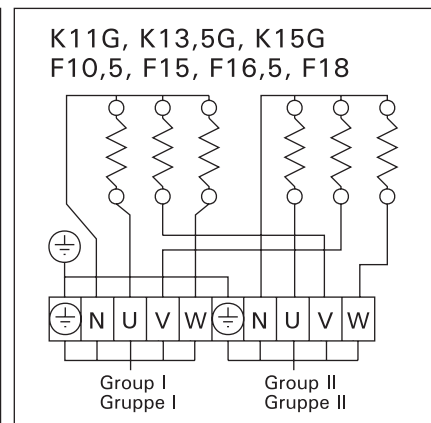 K11G, K13,5G, K15G
F10,5, F15, F16,5, F18
N U V W N U V W
Group I Group II
Gruppe I Gruppe II